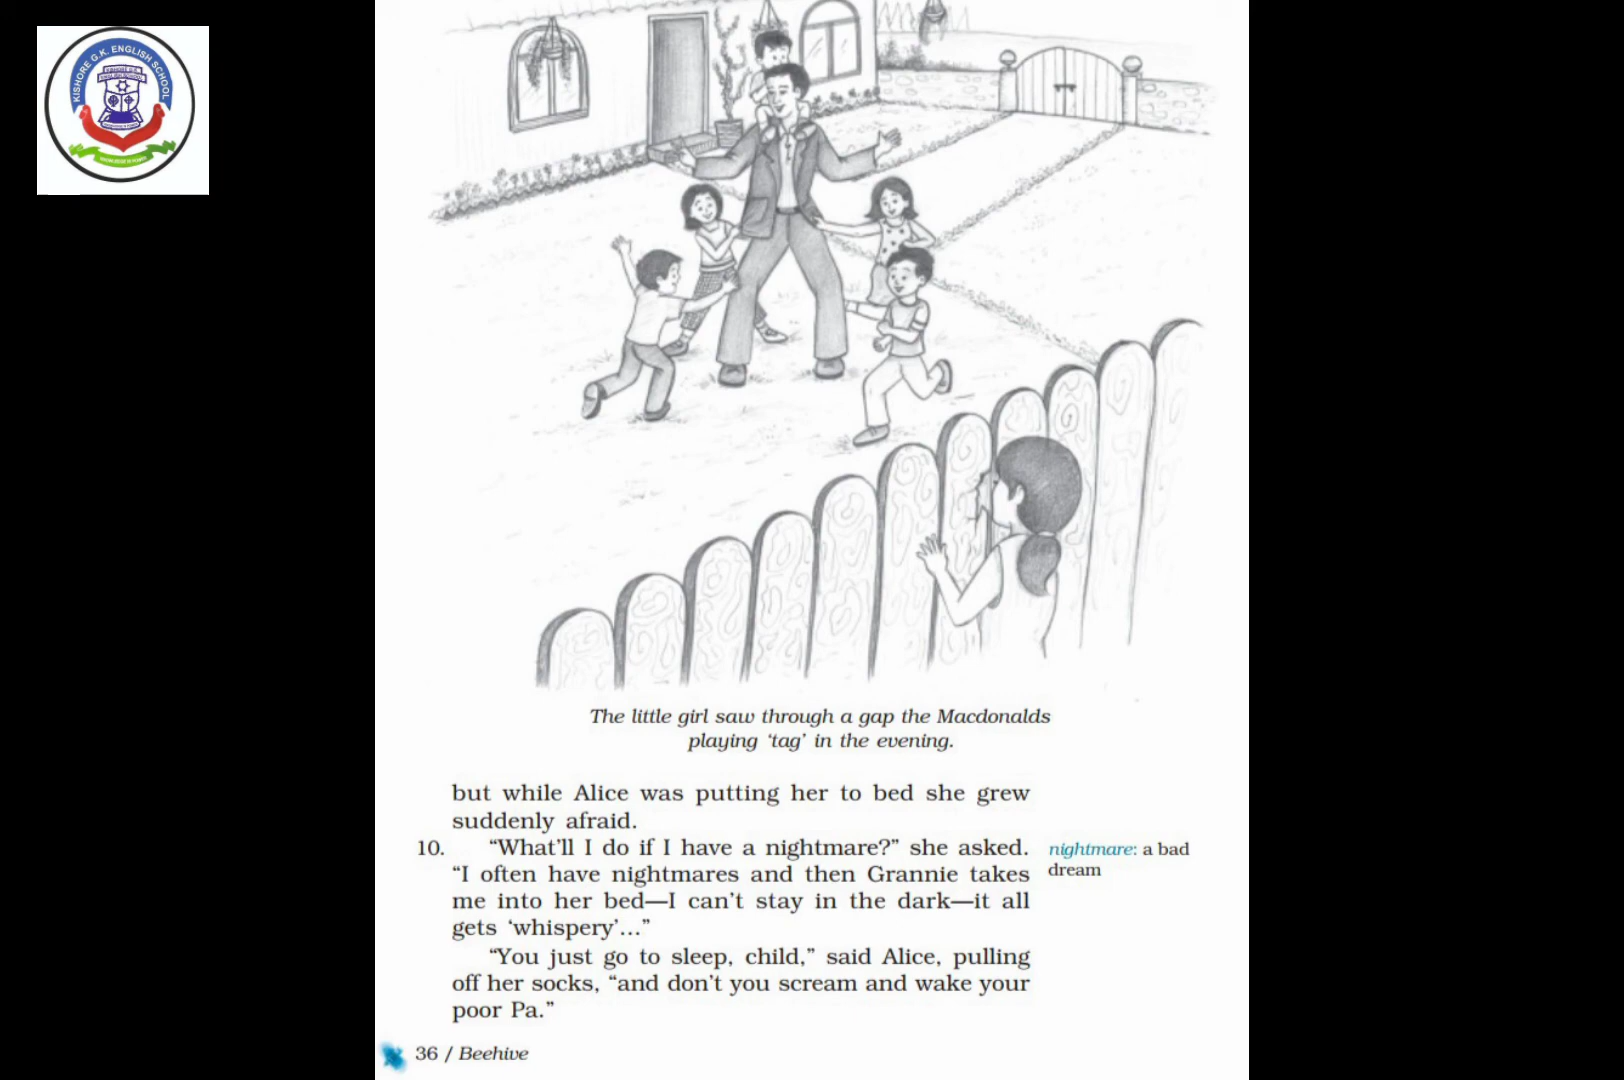 KISHORE G.K. ENGLISH SCHOOL
The little girl saw through a gap the Macdonalds
playing ‘tag’ in the evening.
but while Alice was putting her to bed she grew
suddenly afraid.
10. “What’ll I do if I have a nightmare?” she asked.
“I often have nightmares and then Grannie takes
me into her bed—I can’t stay in the dark—it all
gets ‘whispery’...”
nightmare: a bad
dream
“You just go to sleep, child,” said Alice, pulling
off her socks, “and don’t you scream and wake your
poor Pa.”
36 / Beehive